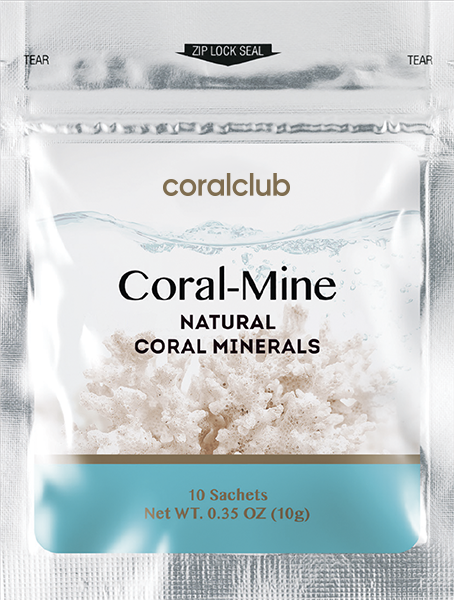 ZIP LOCK SEAL
TEAR
TEAR
coralclub
Coral-Mine
NATURAL
CORAL MINERALS
10 Sachets
Net WT. 0.35 OZ (10g)